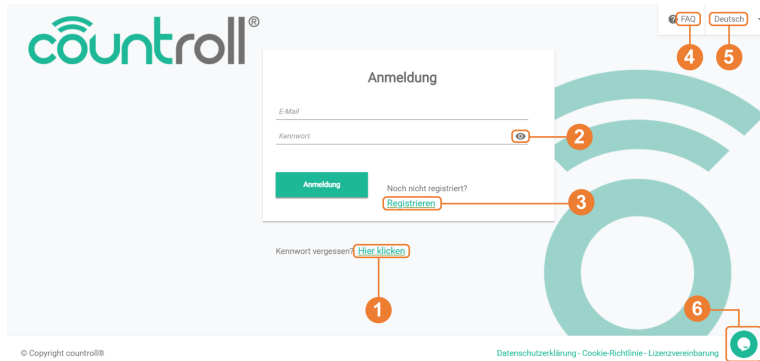 countroll®
FAQ
Deutsch
4
5
Anmeldung
E-Mail
Kennwort
2
Anmeldung
Noch nicht registriert?
Registrieren
3
Kennwort vergessen? Hier klicken
1
6
© Copyright countroll®
Datenschutzerklärung - Cookie-Richtlinie - Lizenzvereinbarung